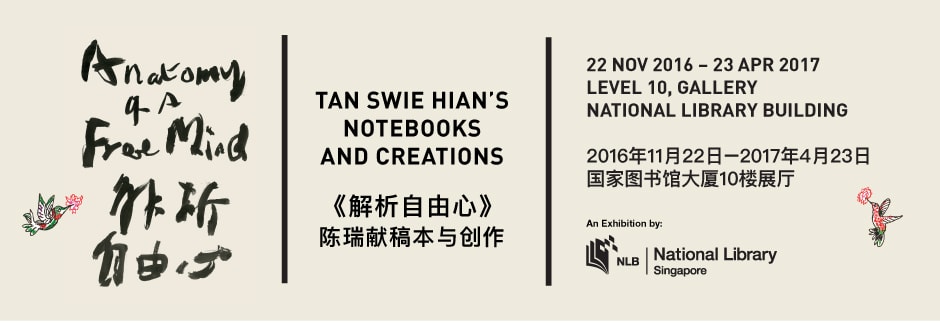 Anatomy
of a
Free Mind
解析
自由心
TAN SWIE HIAN'S
NOTEBOOKS
AND CREATIONS
《解析自由心》
陈瑞献稿本与创作
22 NOV 2016 – 23 APR 2017
LEVEL 10, GALLERY
NATIONAL LIBRARY BUILDING
2016年11月22日—2017年4月23日
国家图书馆大厦10楼展厅
An Exhibition by:
NLB
National Library
Singapore